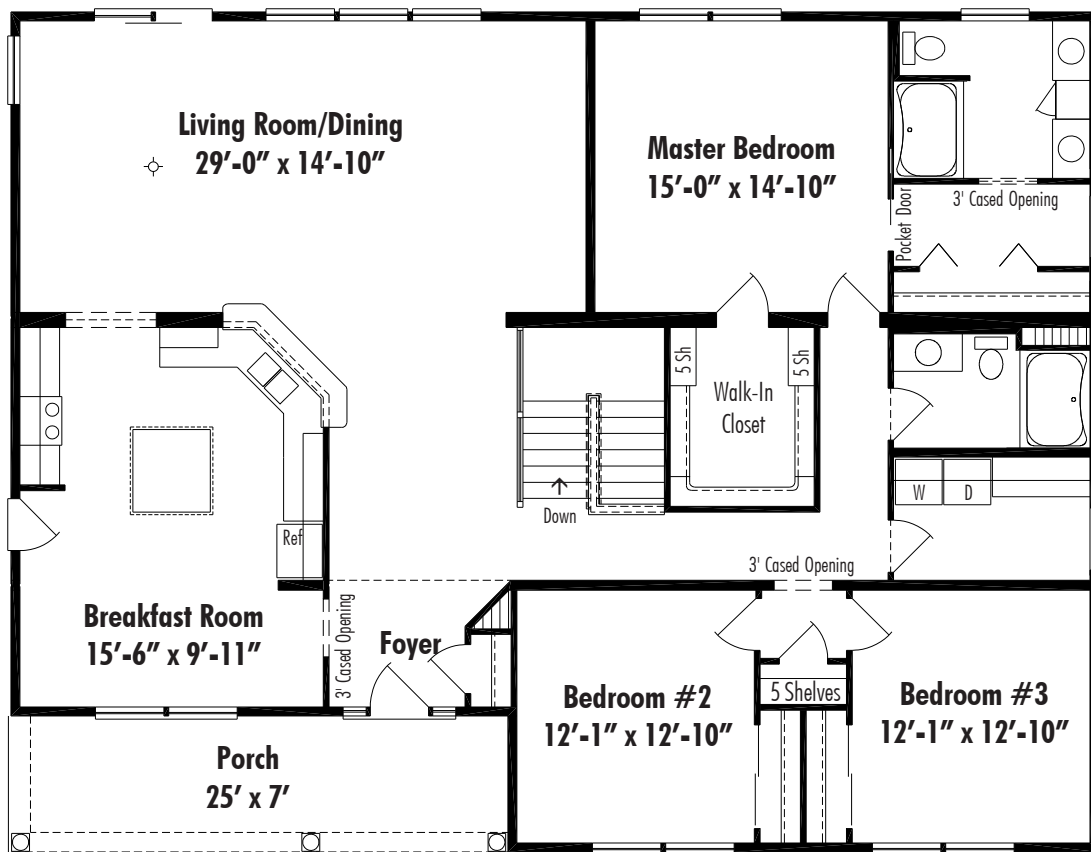 Living Room/Dining
29’-0” x 14’-10”
Master Bedroom
15’-0” x 14’-10”
Pocket Door
3' Cased Opening
5 Sh
5 Sh
Walk-In
Closet
W
D
Down
Ref
3' Cased Opening
Breakfast Room
15’-6” x 9’-11”
3' Cased Opening
Foyer
5 Shelves
Bedroom #2
12’-1” x 12’-10”
Bedroom #3
12’-1” x 12’-10”
Porch
25’ x 7’